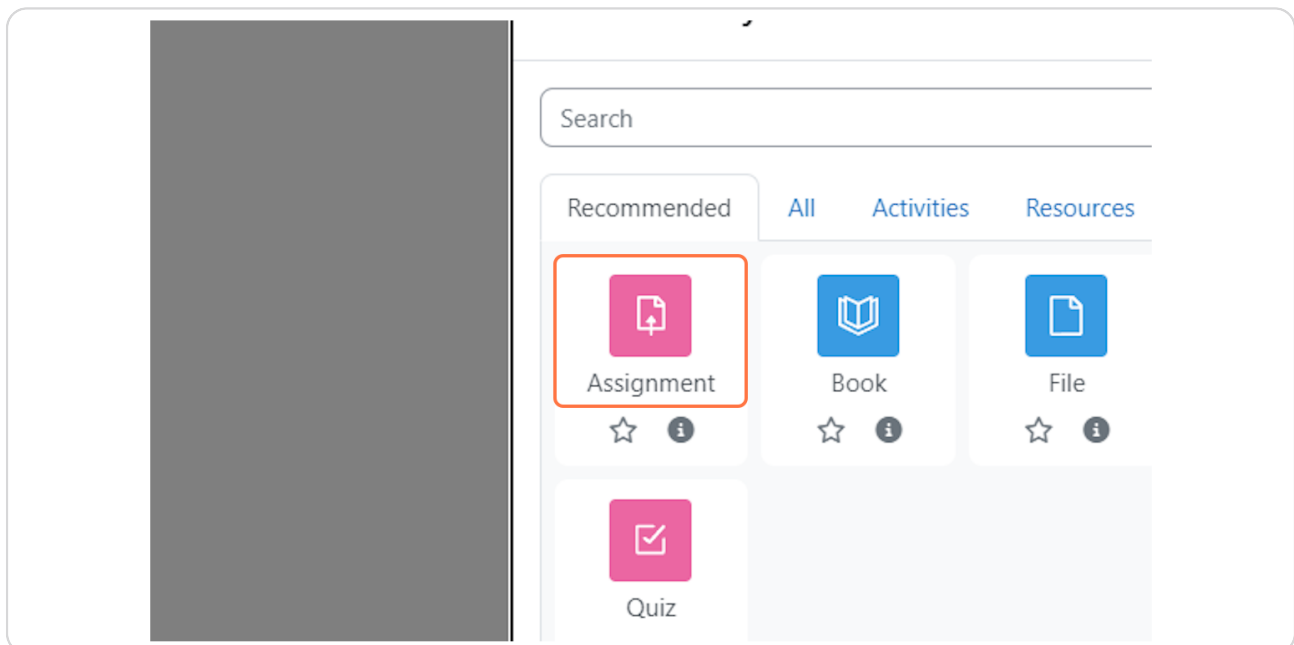 Search
Recommended All Activities Resources
Assignment Book File
Quiz